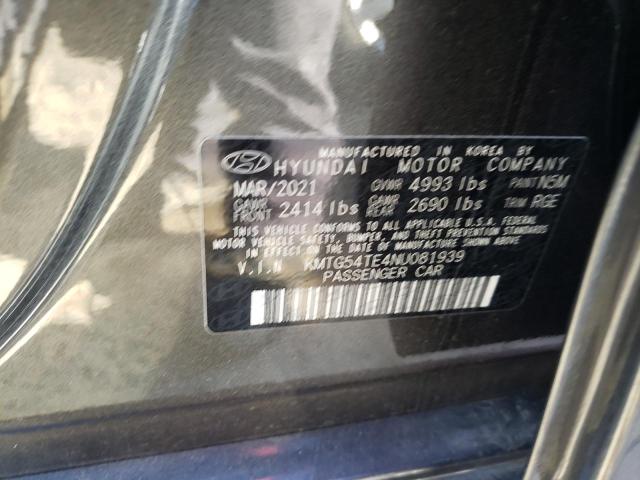 MANUFACTURED IN KOREA BY
HYUNDAI MOTOR COMPANY
MAR/2021 GVWR 4993 lbs PAINT N5M
GAWR FRONT 2414 lbs GAWR REAR 2690 lbs TRIM RGE
THIS VEHICLE CONFORMS TO ALL APPLICABLE U.S.A. FEDERAL
MOTOR VEHICLE SAFETY, BUMPER, AND THEFT PREVENTION
STANDARDS IN EFFECT ON THE DATE OF MANUFACTURE SHOWN ABOVE.
V.I.N KMTG54TE4NU081939
PASSENGER CAR